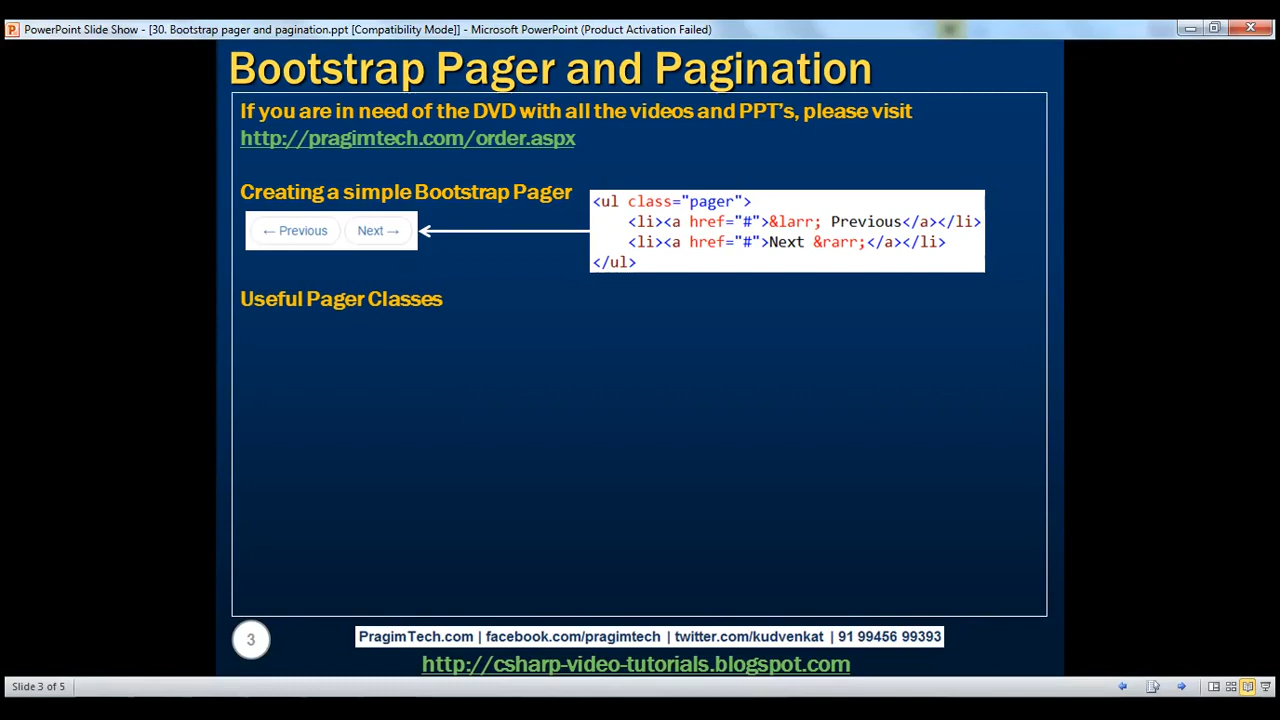 PowerPoint Slide Show - [30. Bootstrap pager and pagination.ppt [Compatibility Mode]] - Microsoft PowerPoint (Product Activation Failed)
Bootstrap Pager and Pagination
If you are in need of the DVD with all the videos and PPT's, please visit
http://pragimtech.com/order.aspx
Creating a simple Bootstrap Pager
← Previous Next →
<ul class="pager">
<li><a href="#">&larr; Previous</a></li>
<li><a href="#">Next &rarr;</a></li>
</ul>
Useful Pager Classes
3
PragimTech.com | facebook.com/pragimtech | twitter.com/kudvenkat | 91 99456 99393
http://csharp-video-tutorials.blogspot.com
Slide 3 of 5